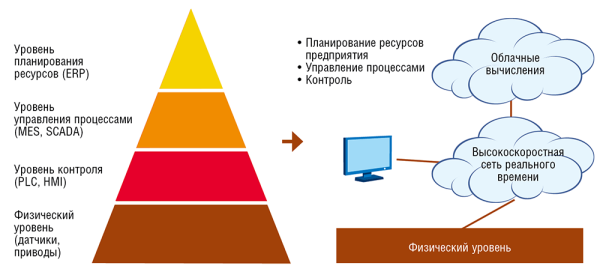 Уровень
планирования
ресурсов (ERP)
Уровень
управления процессами
(MES, SCADA)
Уровень контроля
(PLC, HMI)
Физический
уровень
(датчики,
приводы)
• Планирование ресурсов
предприятия
• Управление процессами
• Контроль
Облачные
вычисления
Высокоскоростная
сеть реального
времени
Физический уровень